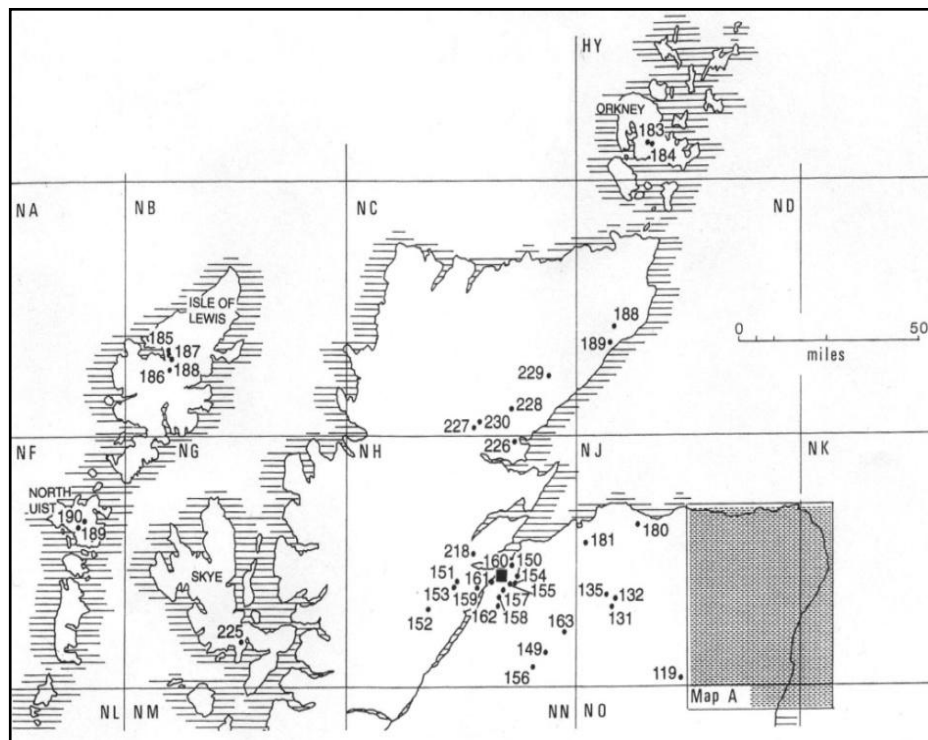 HY
ORKNEY
183
184
NA
NB
NC
ND
ISLE OF
LEWIS
188
0
50
miles
189
185
187
186
188
229
228
227
230
NF
NG
NH
226
NJ
NK
NORTH
UIST
190
189
181
180
218
160
150
SKYE
151
161
154
153
159
155
135
132
157
152
162
158
131
163
225
149
156
119
Map A
NL
NM
NN
NO